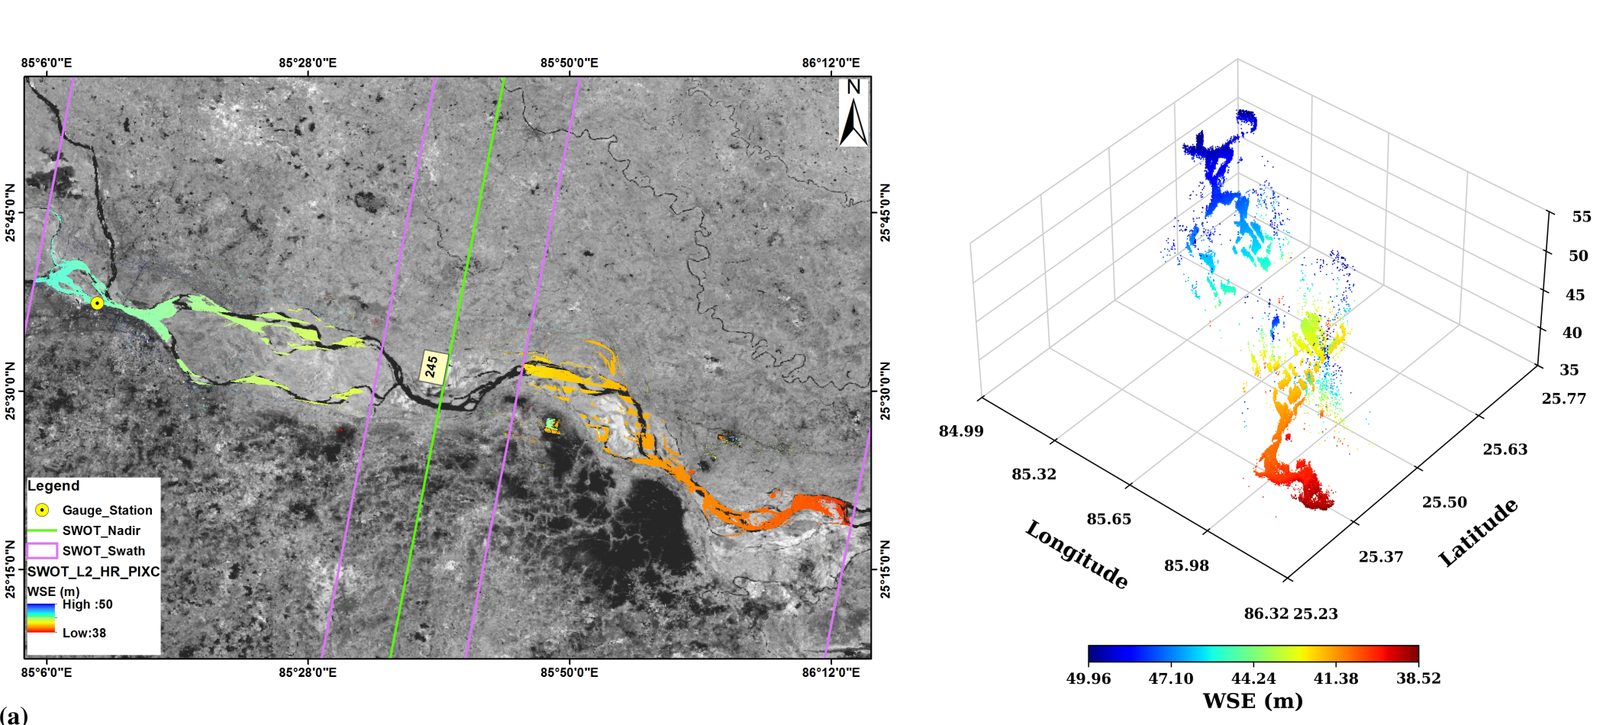 85°6'0"E 85°28'0"E 85°50'0"E 86°12'0"E
N
25°45'0"N 25°45'0"N
245
25°30'0"N 25°30'0"N
25°15'0"N 25°15'0"N
Legend
Gauge_Station
SWOT_Nadir
SWOT_Swath
SWOT_L2_HR_PIXC
WSE (m)
High :50
Low:38
85°6'0"E 85°28'0"E 85°50'0"E 86°12'0"E
(a)
55
50
45
40
35
84.99
85.32
85.65
85.98
86.32
Longitude
25.77
25.63
25.50
25.37
25.23
Latitude
49.96 47.10 44.24 41.38 38.52
WSE (m)